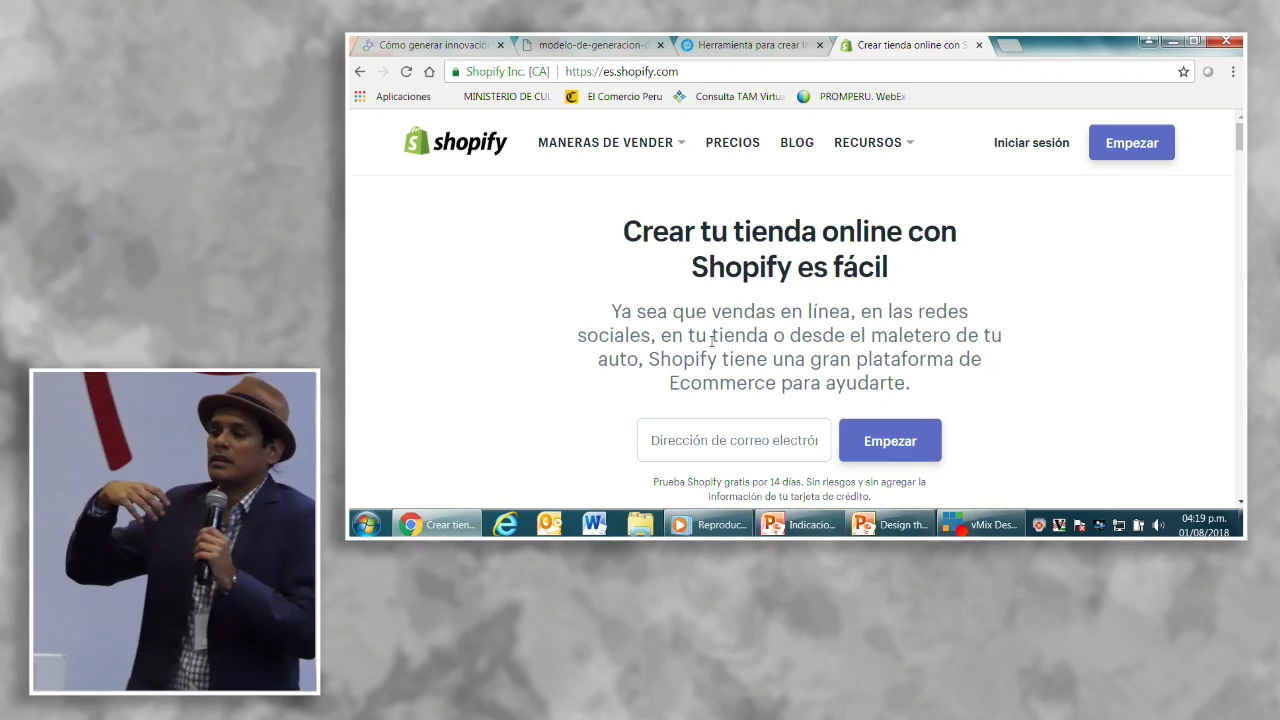 Cómo generar innovació
modelo-de-generacion-d
Herramienta para crear la
Crear tienda online con S
Shopify Inc. [CA]
https://es.shopify.com
Aplicaciones
MINISTERIO DE CUL
El Comercio Peru
Consulta TAM Virtua
PROMPERU. WebEx
shopify
MANERAS DE VENDER
PRECIOS
BLOG
RECURSOS
Iniciar sesión
Empezar
Crear tu tienda online con
Shopify es fácil
Ya sea que vendas en línea, en las redes
sociales, en tu tienda o desde el maletero de tu
auto, Shopify tiene una gran plataforma de
Ecommerce para ayudarte.
Dirección de correo electrón
Empezar
Prueba Shopify gratis por 14 días. Sin riesgos y sin agregar la
información de tu tarjeta de crédito.
Crear tien...
Reproduc...
Indicacio...
Design th...
vMix Des...
04:19 p.m.
01/08/2018